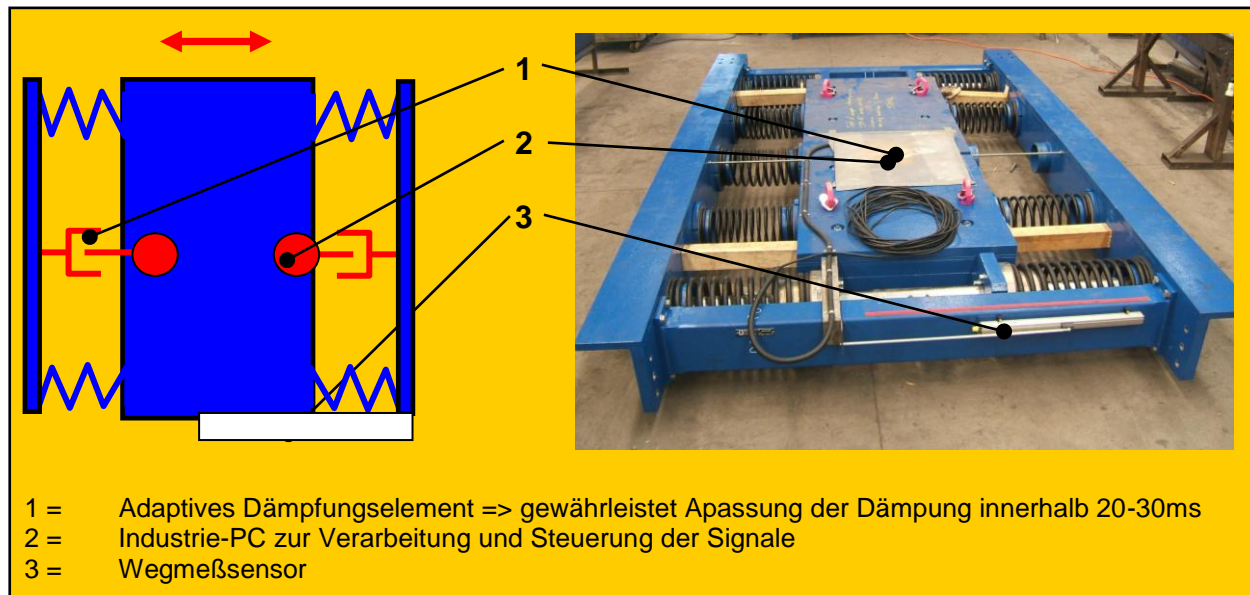 1
2
3
1 = Adaptives Dämpfungselement => gewährleistet Apassung der Dämpung innerhalb 20-30ms
2 = Industrie-PC zur Verarbeitung und Steuerung der Signale
3 = Wegmeßsensor